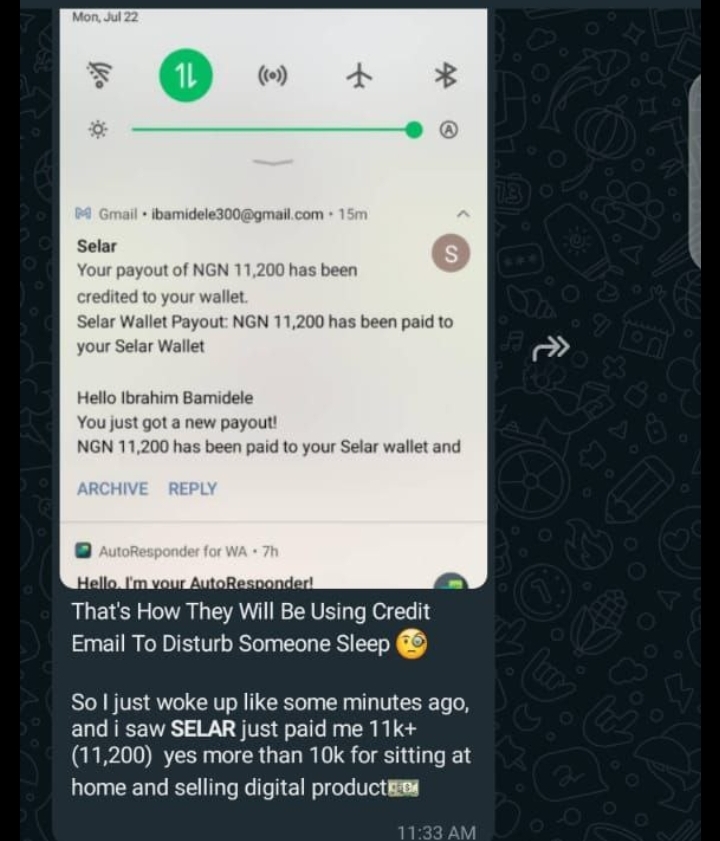 Mon, Jul 22
Gmail • ibamidele300@gmail.com • 15m
Selar
S
Your payout of NGN 11,200 has been
credited to your wallet.
Selar Wallet Payout: NGN 11,200 has been paid to
your Selar Wallet
Hello Ibrahim Bamidele
You just got a new payout!
NGN 11,200 has been paid to your Selar wallet and
ARCHIVE REPLY
AutoResponder for WA • 7h
Hello, I'm your AutoResponder!
That's How They Will Be Using Credit
Email To Disturb Someone Sleep 🧐
So I just woke up like some minutes ago,
and i saw SELAR just paid me 11k+
(11,200) yes more than 10k for sitting at
home and selling digital product💵
11:33 AM